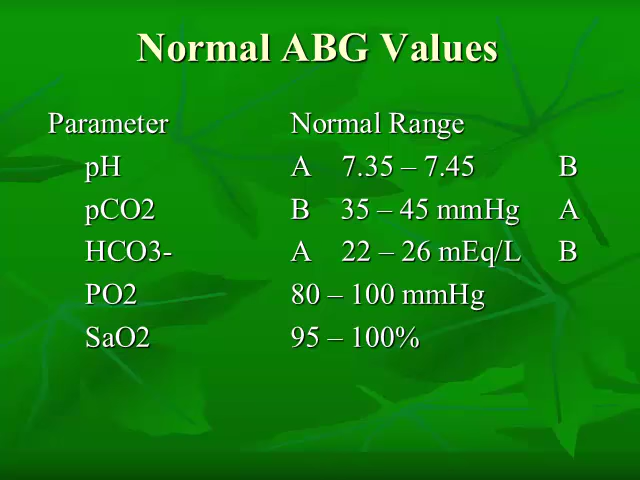 Normal ABG Values
Parameter Normal Range
pH A 7.35 – 7.45 B
pCO2 B 35 – 45 mmHg A
HCO3- A 22 – 26 mEq/L B
PO2 80 – 100 mmHg
SaO2 95 – 100%